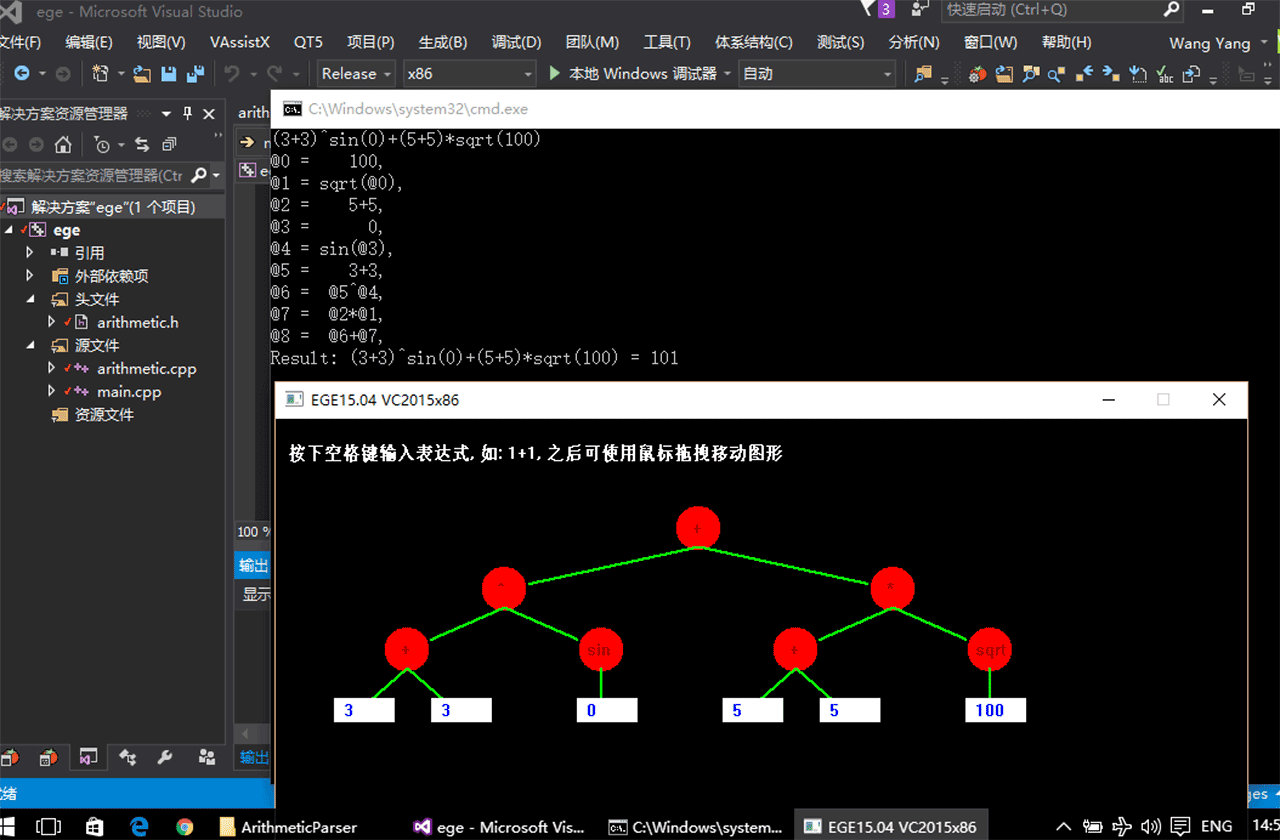 ege - Microsoft Visual Studio
3
快速启动 (Ctrl+Q)
文件(F) 编辑(E) 视图(V) VAssistX QT5 项目(P) 生成(B) 调试(D) 团队(M) 工具(T) 体系结构(C) 测试(S) 分析(N) 窗口(W) 帮助(H) Wang Yang
Release x86 本地 Windows 调试器 自动
解决方案资源管理器
arith
C:\Windows\system32\cmd.exe
搜索解决方案资源管理器(Ctr
解决方案"ege"(1 个项目)
ege
引用
外部依赖项
头文件
arithmetic.h
源文件
arithmetic.cpp
main.cpp
资源文件
(3+3)^sin(0)+(5+5)*sqrt(100)
@0 = 100,
@1 = sqrt(@0),
@2 = 5+5,
@3 = 0,
@4 = sin(@3),
@5 = 3+3,
@6 = @5^@4,
@7 = @2*@1,
@8 = @6+@7,
Result: (3+3)^sin(0)+(5+5)*sqrt(100) = 101
EGE15.04 VC2015x86
按下空格键输入表达式, 如: 1+1, 之后可使用鼠标拖拽移动图形
+
^ *
+ sin + sqrt
3 3 0 5 5 100
100 %
输出
显示
输出
绪
ArithmeticParser
ege - Microsoft Vis...
C:\Windows\system...
EGE15.04 VC2015x86
ENG
14:5